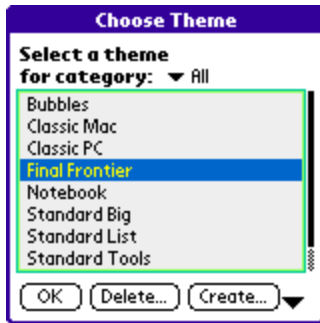 Choose Theme
Select a theme
for category: All
Bubbles
Classic Mac
Classic PC
Final Frontier
Notebook
Standard Big
Standard List
Standard Tools
OK Delete... Create...